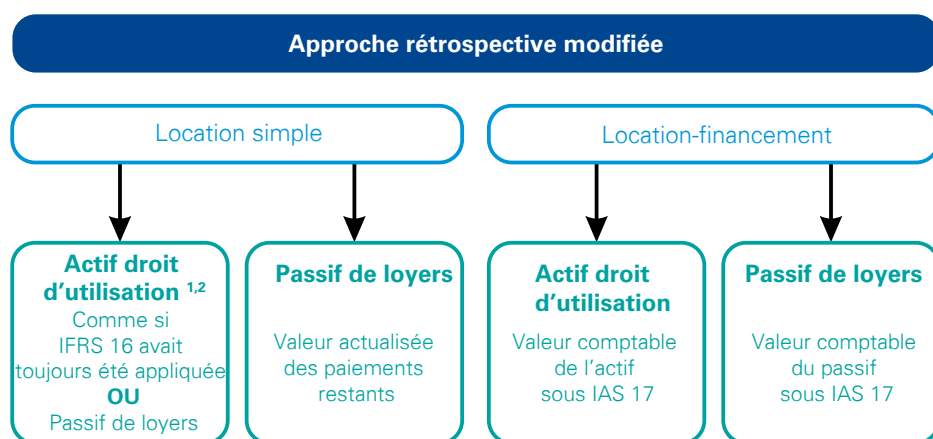 Approche rétrospective modifiée
Location simple
Location-financement
Actif droit
d'utilisation 1,2
Comme si
IFRS 16 avait
toujours été appliquée
OU
Passif de loyers
Passif de loyers
Valeur actualisée
des paiements
restants
Actif droit
d'utilisation
Valeur comptable
de l'actif
sous IAS 17
Passif de loyers
Valeur comptable
du passif
sous IAS 17